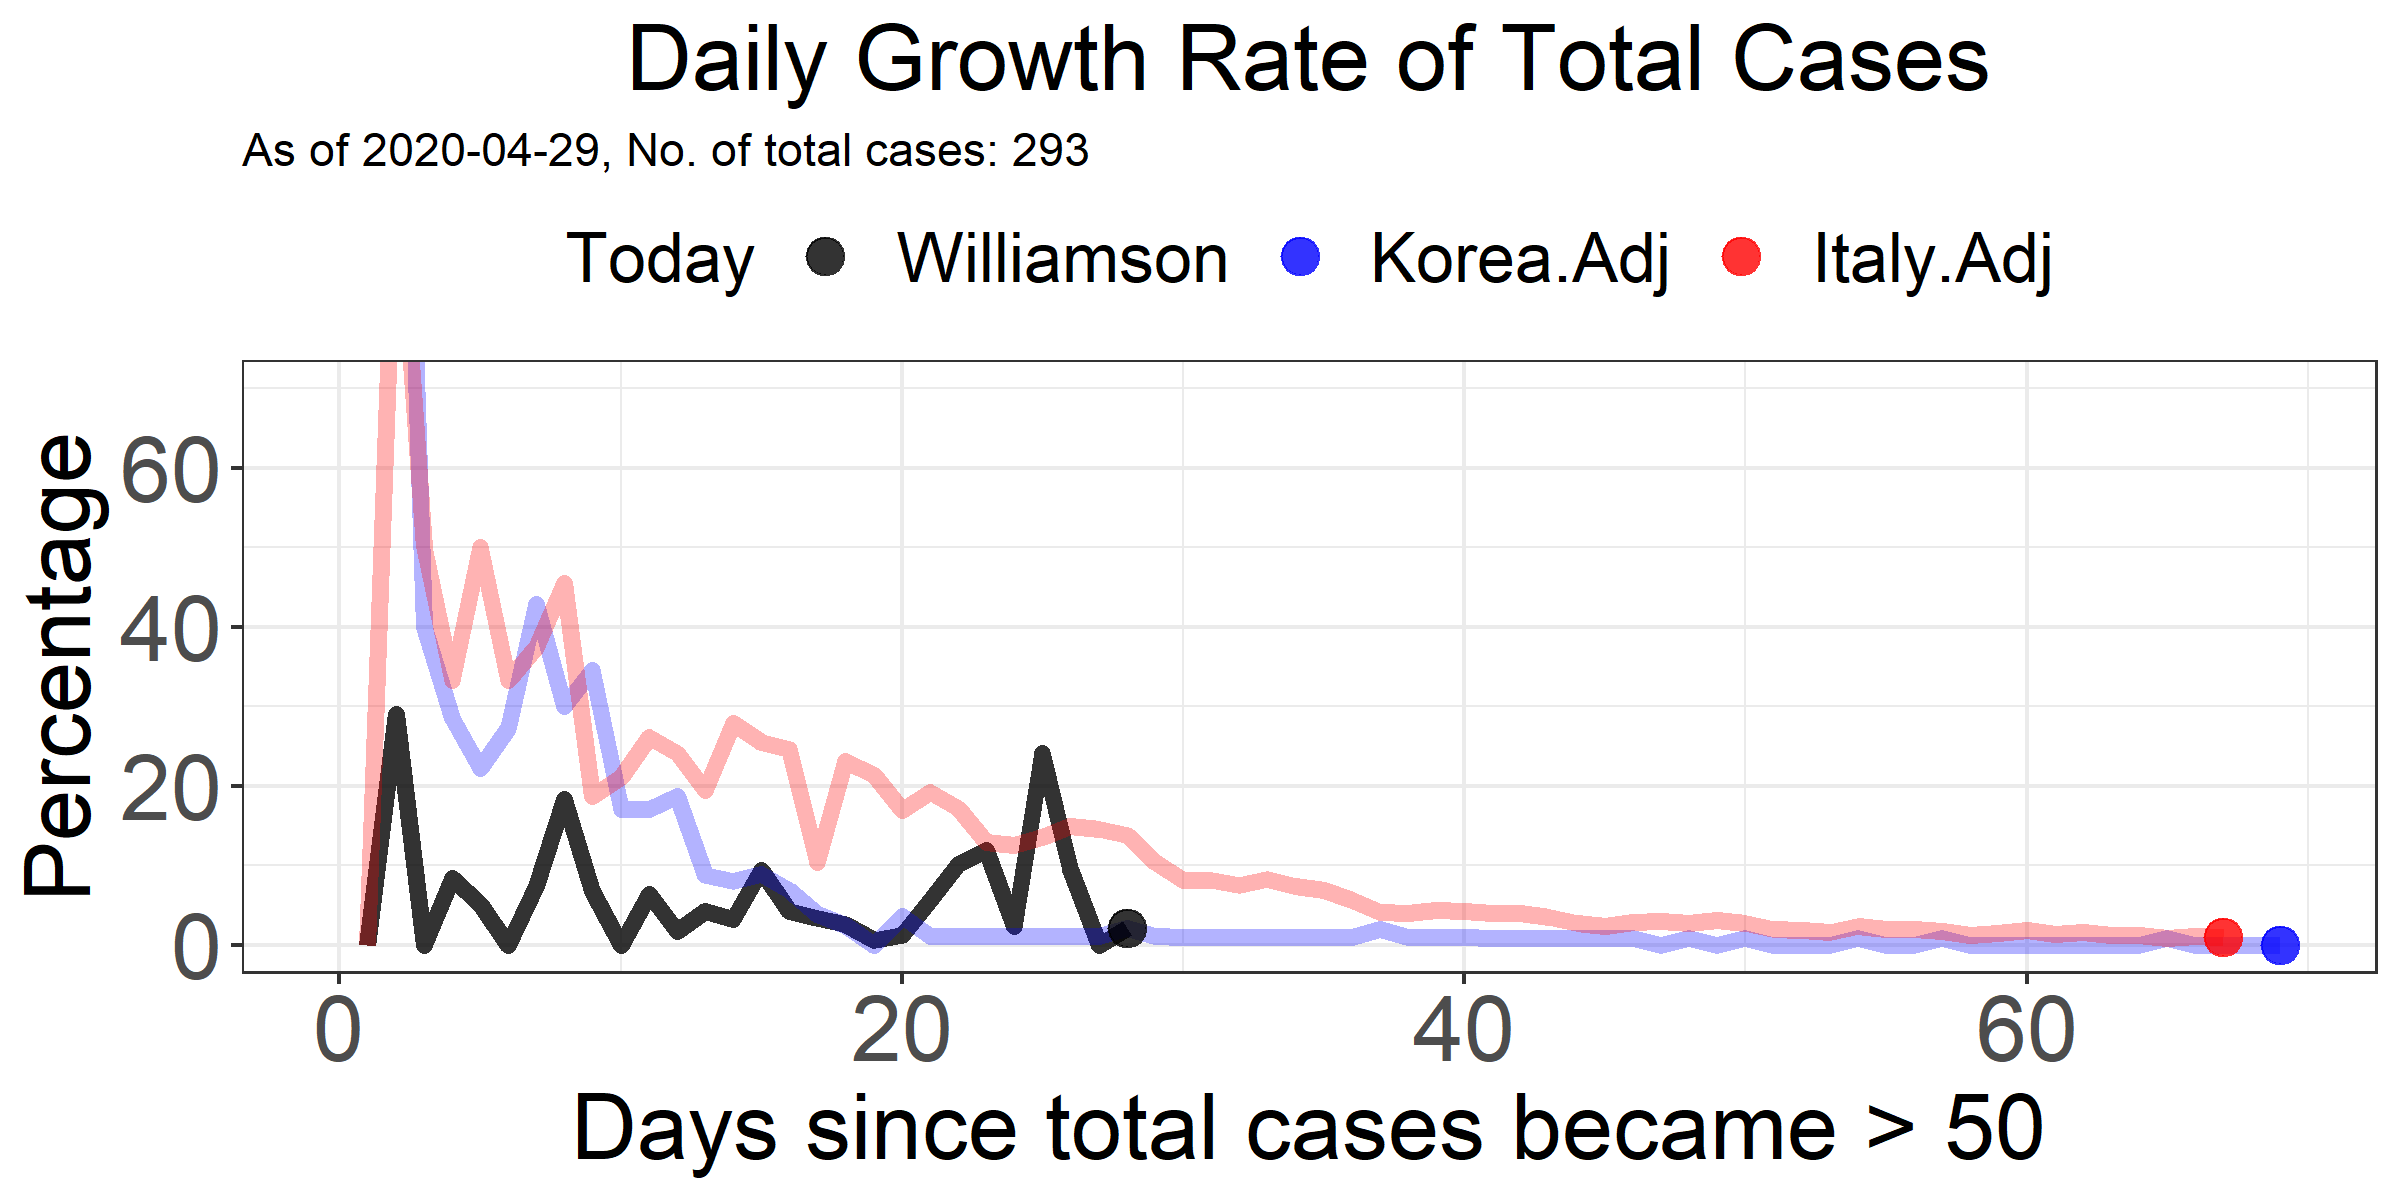 Daily Growth Rate of Total Cases
As of 2020-04-29, No. of total cases: 293
Today Williamson Korea.Adj Italy.Adj
Percentage
60
40
20
0
0 20 40 60
Days since total cases became > 50